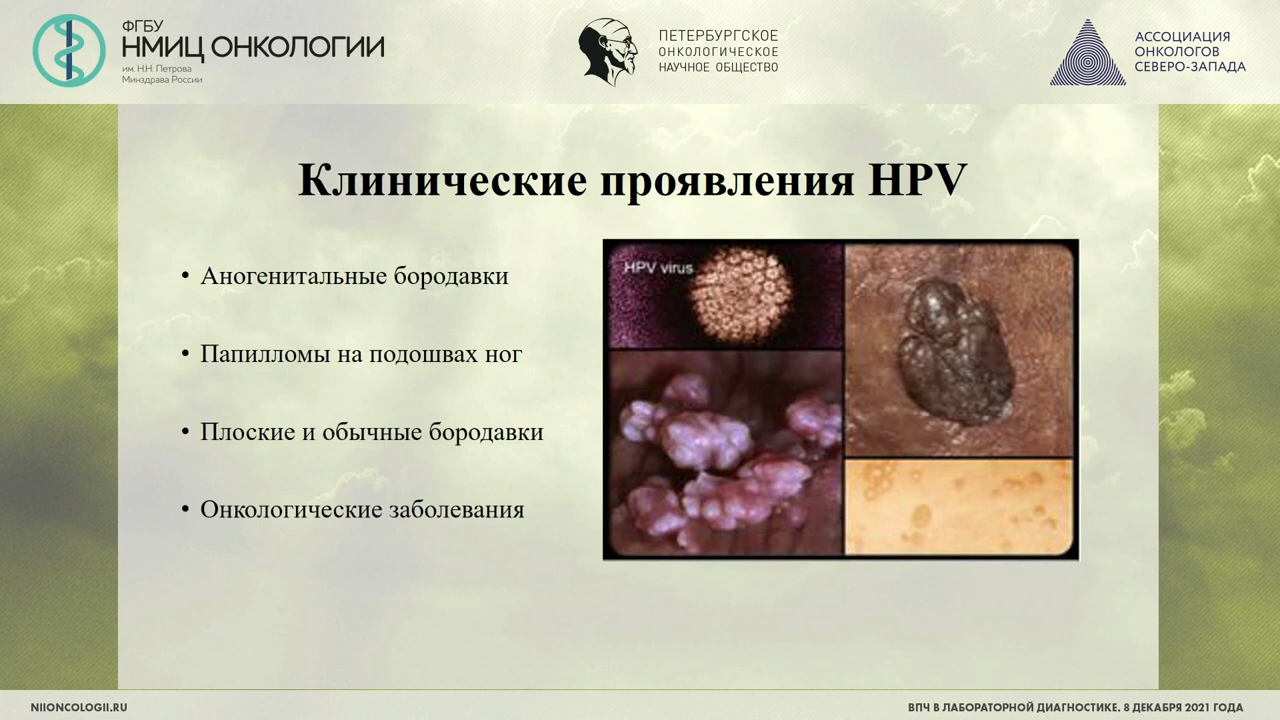 ФГБУ
НМИЦ ОНКОЛОГИИ
им. Н.Н. Петрова
Минздрава России
ПЕТЕРБУРГСКОЕ
ОНКОЛОГИЧЕСКОЕ
НАУЧНОЕ ОБЩЕСТВО
АССОЦИАЦИЯ
ОНКОЛОГОВ
СЕВЕРО-ЗАПАДА
Клинические проявления HPV
• Аногенитальные бородавки
• Папилломы на подошвах ног
• Плоские и обычные бородавки
• Онкологические заболевания
HPV virus
NIIONCOLOGII.RU
ВПЧ В ЛАБОРАТОРНОЙ ДИАГНОСТИКЕ. 8 ДЕКАБРЯ 2021 ГОДА